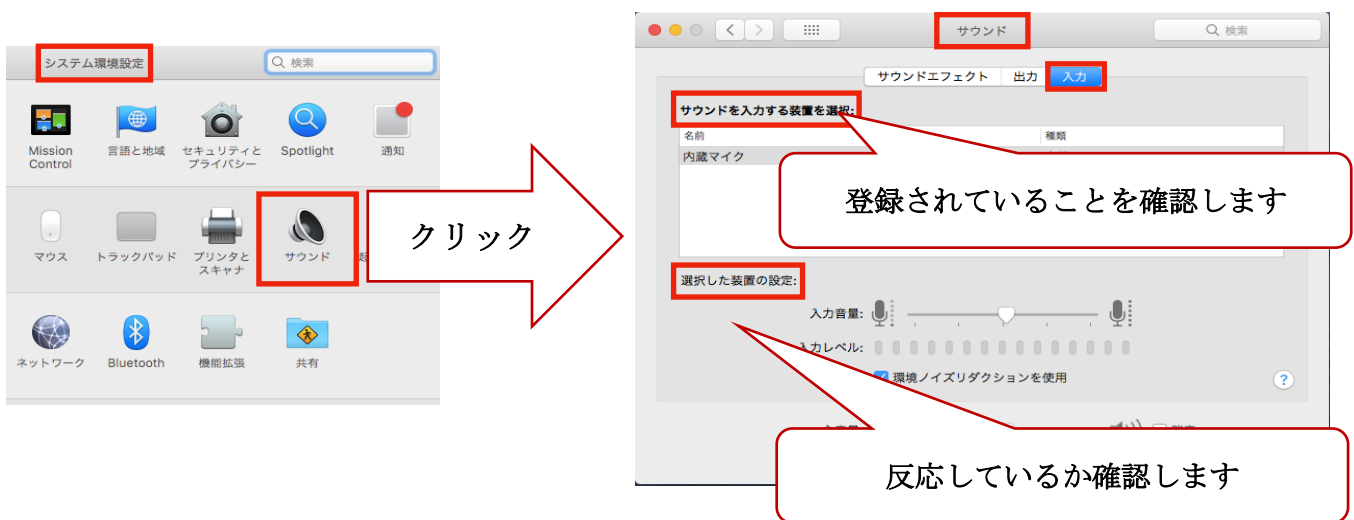 システム環境設定
検索
Mission
Control
言語と地域
セキュリティと
プライバシー
Spotlight
通知
マウス
トラックパッド
プリンタと
スキャナ
サウンド
ネットワーク
Bluetooth
機能拡張
共有
クリック
サウンド
検索
サウンドエフェクト 出力 入力
サウンドを入力する装置を選択:
名前 種類
内蔵マイク
登録されていることを確認します
選択した装置の設定:
入力音量:
入力レベル:
環境ノイズリダクションを使用
?
反応しているか確認します